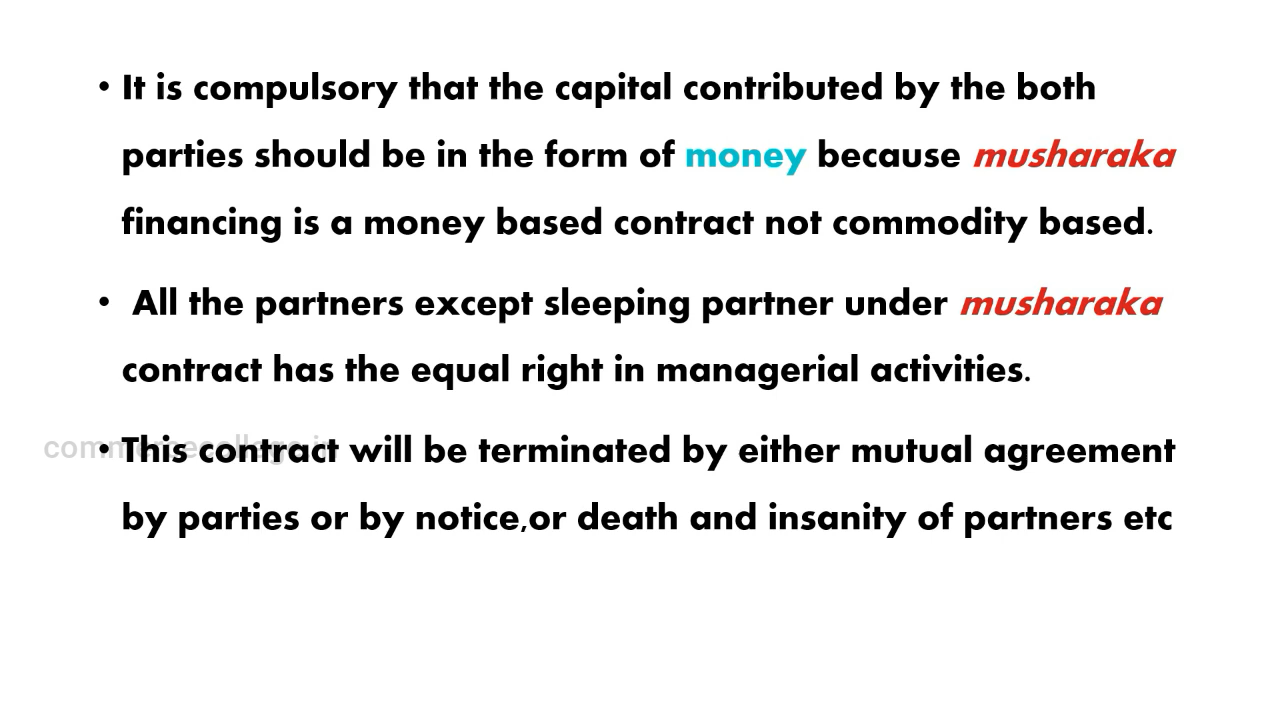 • It is compulsory that the capital contributed by the both
parties should be in the form of money because musharaka
financing is a money based contract not commodity based.
• All the partners except sleeping partner under musharaka
contract has the equal right in managerial activities.
• This contract will be terminated by either mutual agreement
by parties or by notice,or death and insanity of partners etc